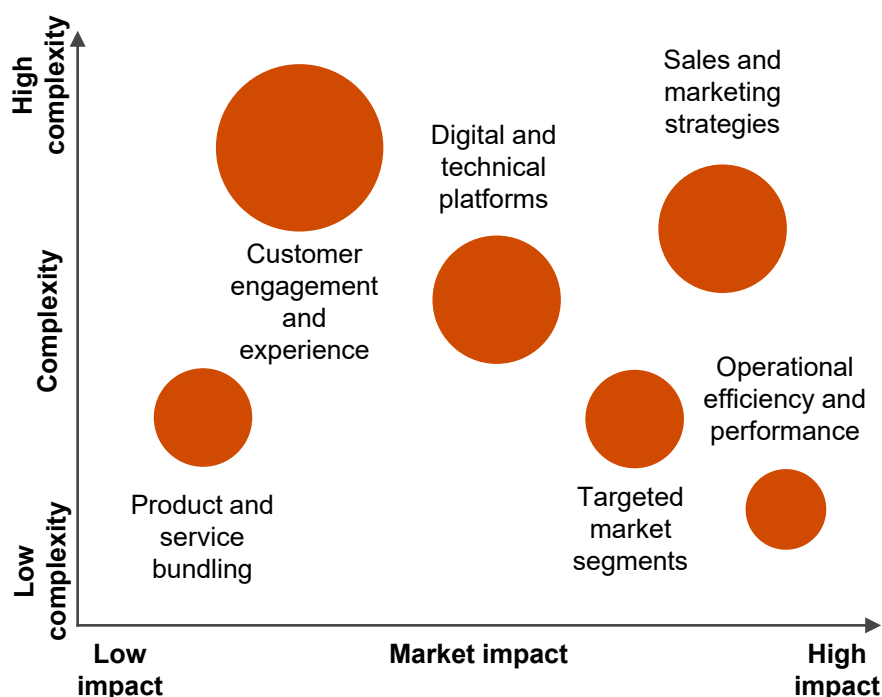 High
complexity
Complexity
Low
complexity
Sales and
marketing
strategies
Digital and
technical
platforms
Customer
engagement
and
experience
Operational
efficiency and
performance
Product and
service
bundling
Targeted
market
segments
Low
impact
Market impact
High
impact